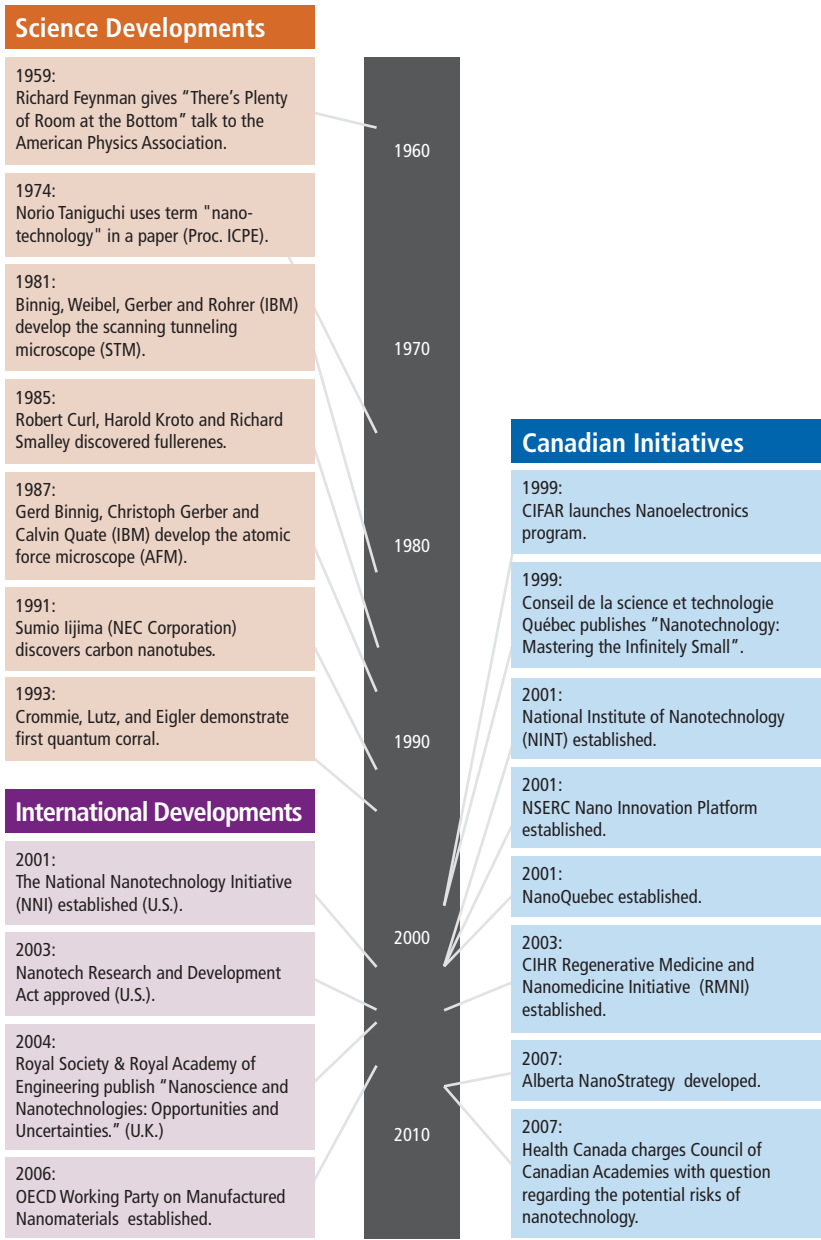 Science Developments
1959:
Richard Feynman gives “There’s Plenty
of Room at the Bottom” talk to the
American Physics Association.
1974:
Norio Taniguchi uses term "nano-
technology" in a paper (Proc. ICPE).
1981:
Binnig, Weibel, Gerber and Rohrer (IBM)
develop the scanning tunneling
microscope (STM).
1985:
Robert Curl, Harold Kroto and Richard
Smalley discovered fullerenes.
1987:
Gerd Binnig, Christoph Gerber and
Calvin Quate (IBM) develop the atomic
force microscope (AFM).
1991:
Sumio Iijima (NEC Corporation)
discovers carbon nanotubes.
1993:
Crommie, Lutz, and Eigler demonstrate
first quantum corral.
International Developments
2001:
The National Nanotechnology Initiative
(NNI) established (U.S.).
2003:
Nanotech Research and Development
Act approved (U.S.).
2004:
Royal Society & Royal Academy of
Engineering publish “Nanoscience and
Nanotechnologies: Opportunities and
Uncertainties.” (U.K.)
2006:
OECD Working Party on Manufactured
Nanomaterials established.
1960
1970
1980
1990
2000
2010
Canadian Initiatives
1999:
CIFAR launches Nanoelectronics
program.
1999:
Conseil de la science et technologie
Québec publishes “Nanotechnology:
Mastering the Infinitely Small”.
2001:
National Institute of Nanotechnology
(NINT) established.
2001:
NSERC Nano Innovation Platform
established.
2001:
NanoQuebec established.
2003:
CIHR Regenerative Medicine and
Nanomedicine Initiative (RMNI)
established.
2007:
Alberta NanoStrategy developed.
2007:
Health Canada charges Council of
Canadian Academies with question
regarding the potential risks of
nanotechnology.